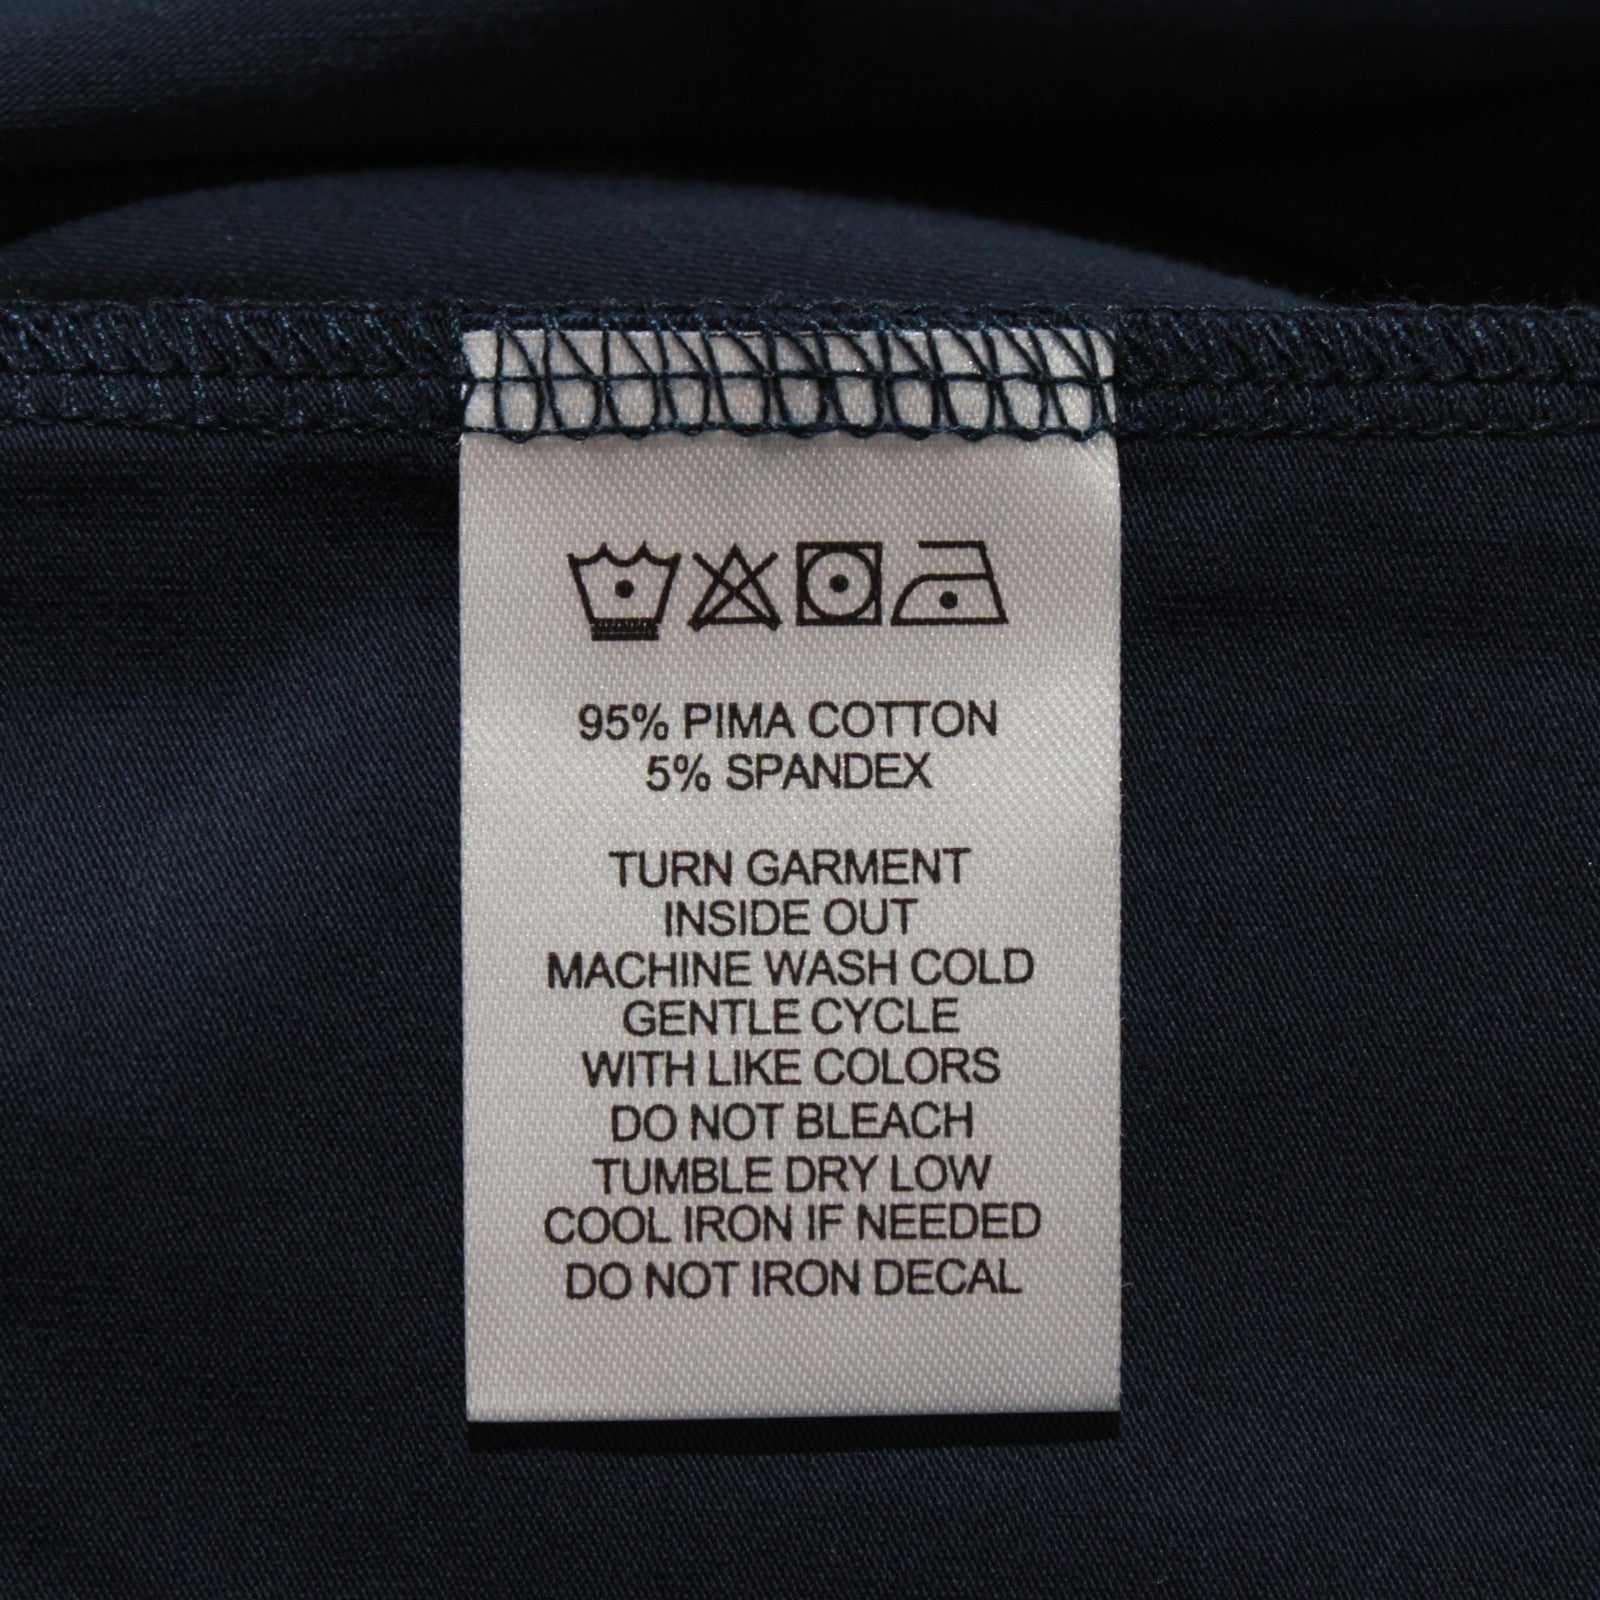 95% PIMA COTTON
5% SPANDEX
TURN GARMENT
INSIDE OUT
MACHINE WASH COLD
GENTLE CYCLE
WITH LIKE COLORS
DO NOT BLEACH
TUMBLE DRY LOW
COOL IRON IF NEEDED
DO NOT IRON DECAL